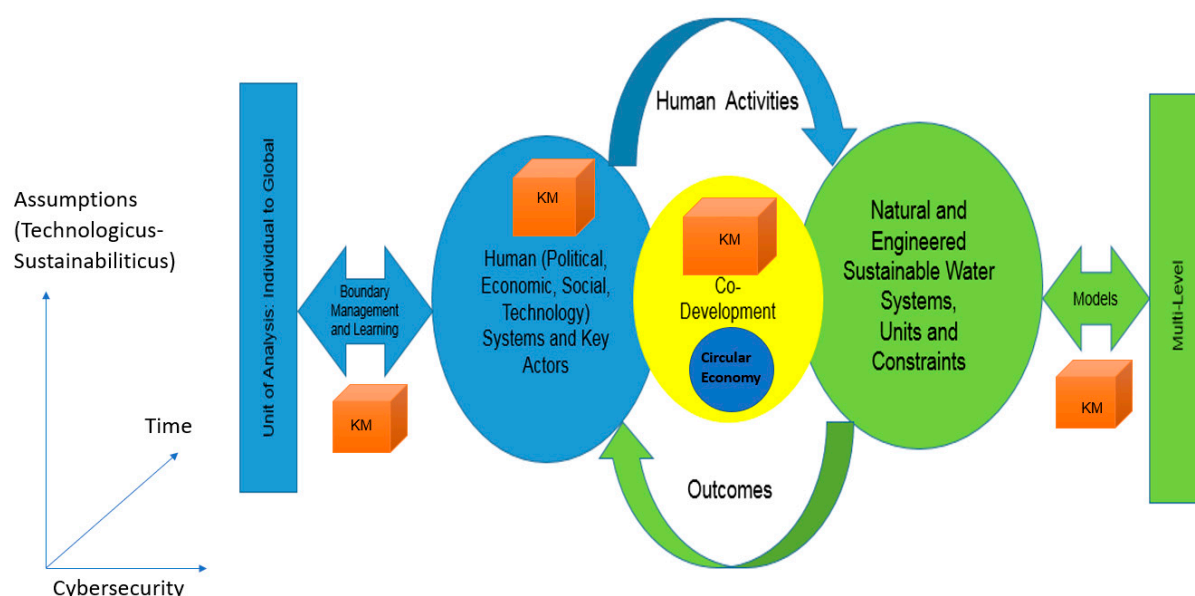 Assumptions
(Technologicus-
Sustainabiliticus)
Time
Cybersecurity
Unit of Analysis: Individual to Global
Boundary
Management
and Learning
KM
KM
Human (Political,
Economic, Social,
Technology)
Systems and Key
Actors
Human Activities
KM
Co-
Development
Circular
Economy
Outcomes
Natural and
Engineered
Sustainable Water
Systems,
Units and
Constraints
Models
KM
Multi-Level